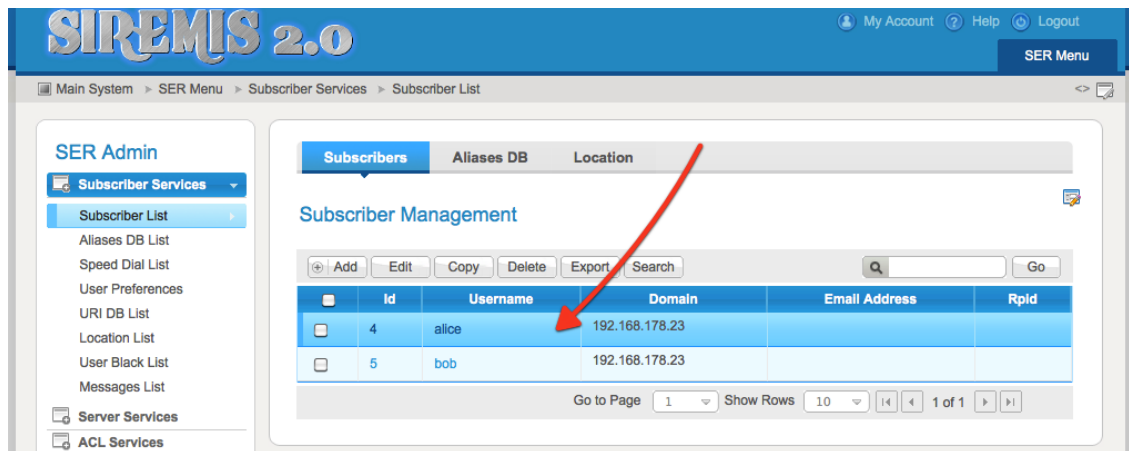 SIREMIS 2.0
My Account Help Logout
SER Menu
Main System SER Menu Subscriber Services Subscriber List <>
SER Admin
Subscriber Services
Subscriber List
Aliases DB List
Speed Dial List
User Preferences
URI DB List
Location List
User Black List
Messages List
Server Services
ACL Services
Subscribers Aliases DB Location
Subscriber Management
Add Edit Copy Delete Export Search Go
Id Username Domain Email Address RpId
4 alice 192.168.178.23
5 bob 192.168.178.23
Go to Page 1 Show Rows 10 1 of 1